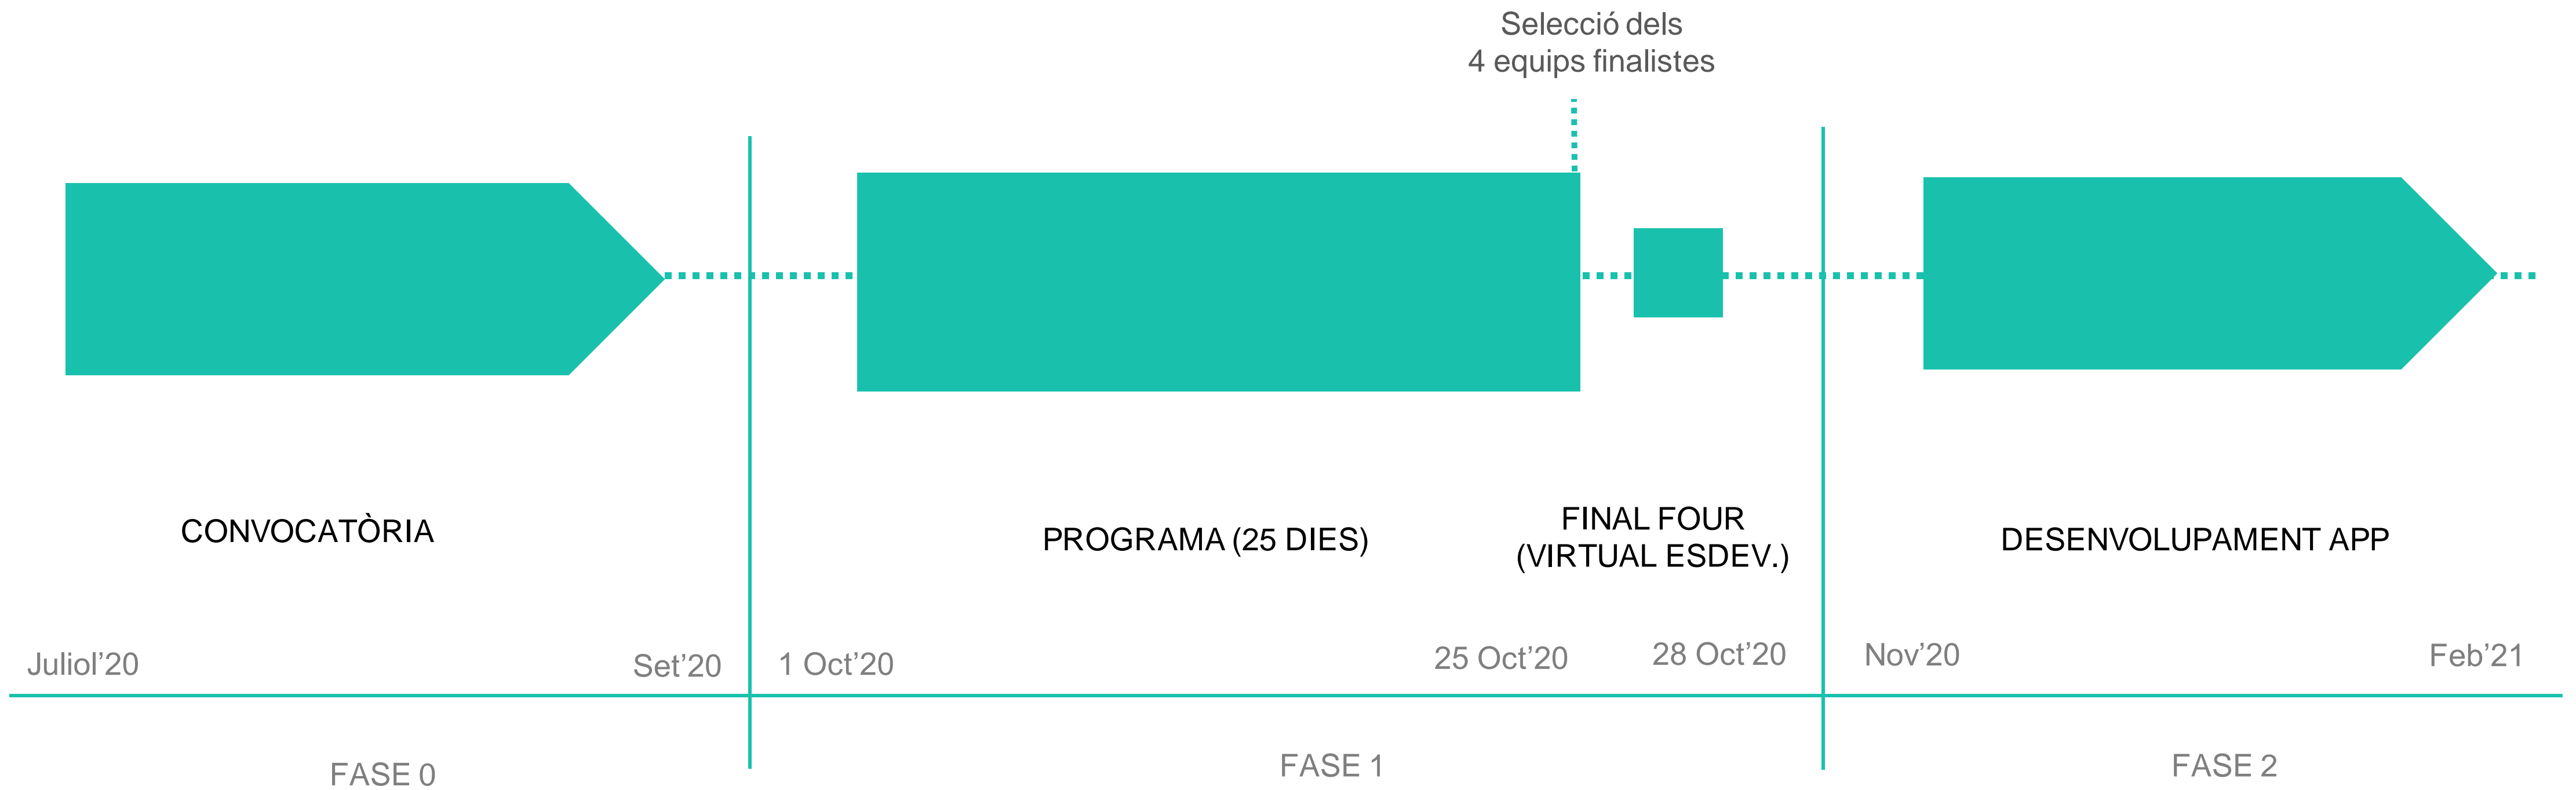 Selecció dels
4 equips finalistes
CONVOCATÒRIA
PROGRAMA (25 DIES)
FINAL FOUR
(VIRTUAL ESDEV.)
DESENVOLUPAMENT APP
Juliol’20
Set’20
1 Oct’20
25 Oct’20
28 Oct’20
Nov’20
Feb’21
FASE 0
FASE 1
FASE 2